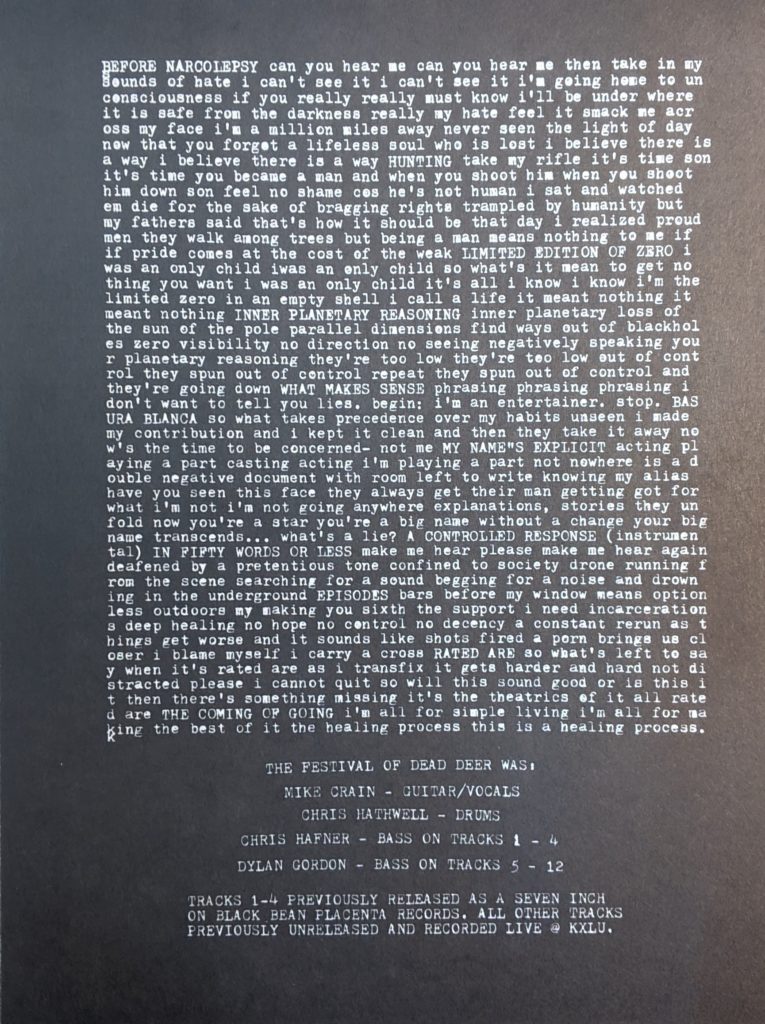 BEFORE NARCOLEPSY can you hear me can you hear me then take in my
sounds of hate i can't see it i can't see it i'm going home to un
consciousness if you really really must know i'll be under where
it is safe from the darkness really my hate feel it smack me acr
oss my face i'm a million miles away never seen the light of day
now that you forgot a lifeless soul who is lost i believe there is
a way i believe there is a way HUNTING take my rifle it's time son
it's time you became a man and when you shoot him when you shoot
him down son feel no shame cos he's not human i sat and watched
em die for the sake of bragging rights trampled by humanity but
my fathers said that's how it should be that day i realized proud
men they walk among trees but being a man means nothing to me if
if pride comes at the cost of the weak LIMITED EDITION OF ZERO i
was an only child iwas an only child so what's it mean to get no
thing you want i was an only child it's all i know i know i'm the
limited zero in an empty shell i call a life it meant nothing it
meant nothing INNER PLANETARY REASONING inner planetary loss of
the sun of the pole parallel dimensions find ways out of blackhol
es zero visibility no direction no seeing negatively speaking you
r planetary reasoning they're too low they're too low out of cont
rol they spun out of control repeat they spun out of control and
they're going down WHAT MAKES SENSE phrasing phrasing phrasing i
don't want to tell you lies. begin: i'm an entertainer. stop. BAS
URA BLANCA so what takes precedence over my habits unseen i made
my contribution and i kept it clean and then they take it away no
w's the time to be concerned- not me MY NAME"S EXPLICIT acting pl
aying a part casting acting i'm playing a part not nowhere is a d
ouble negative document with room left to write knowing my alias
have you seen this face they always get their man getting got for
what i'm not i'm not going anywhere explanations, stories they un
fold now you're a star you're a big name without a change your big
name transcends... what's a lie? A CONTROLLED RESPONSE (instrumen
tal) IN FIFTY WORDS OR LESS make me hear please make me hear again
deafened by a pretentious tone confined to society drone running f
rom the scene searching for a sound begging for a noise and drown
ing in the underground EPISODES bars before my window means option
less outdoors my making you sixth the support i need incarceration
s deep healing no hope no control no decency a constant rerun as t
hings get worse and it sounds like shots fired a porn brings us cl
oser i blame myself i carry a cross RATED ARE so what's left to sa
y when it's rated are as i transfix it gets harder and hard not di
stracted please i cannot quit so will this sound good or is this i
t then there's something missing it's the theatrics of it all rate
d are THE COMING OF GOING i'm all for simple living i'm all for ma
king the best of it the healing process this is a healing process.
THE FESTIVAL OF DEAD DEER WAS:
MIKE CRAIN - GUITAR/VOCALS
CHRIS HATHWELL - DRUMS
CHRIS HAFNER - BASS ON TRACKS 1 - 4
DYLAN GORDON - BASS ON TRACKS 5 - 12
TRACKS 1-4 PREVIOUSLY RELEASED AS A SEVEN INCH
ON BLACK BEAN PLACENTA RECORDS. ALL OTHER TRACKS
PREVIOUSLY UNRELEASED AND RECORDED LIVE @ KXLU.